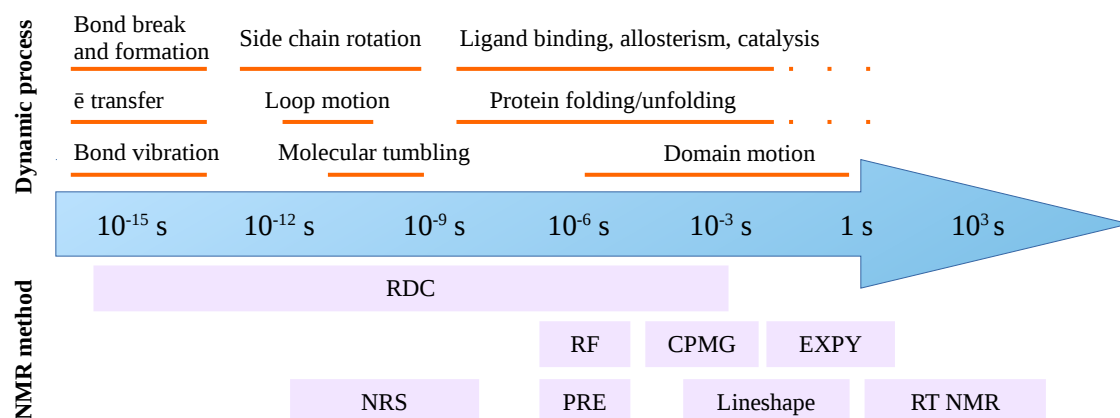 Dynamic process
Bond break
and formation
Side chain rotation
Ligand binding, allosterism, catalysis
ē transfer
Loop motion
Protein folding/unfolding
Bond vibration
Molecular tumbling
Domain motion
10⁻¹⁵ s
10⁻¹² s
10⁻⁹ s
10⁻⁶ s
10⁻³ s
1 s
10³ s
NMR method
RDC
RF
CPMG
EXPY
NRS
PRE
Lineshape
RT NMR